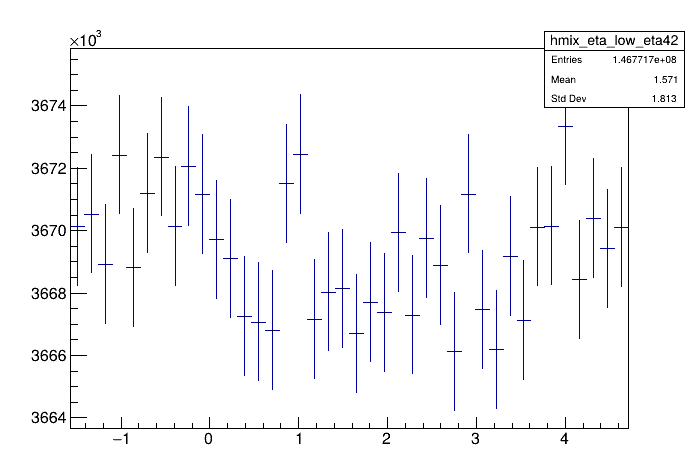 ×10³
hmix_eta_low_eta42
Entries 1.467717e+08
Mean 1.571
Std Dev 1.813
3674
3672
3670
3668
3666
3664
−1 0 1 2 3 4